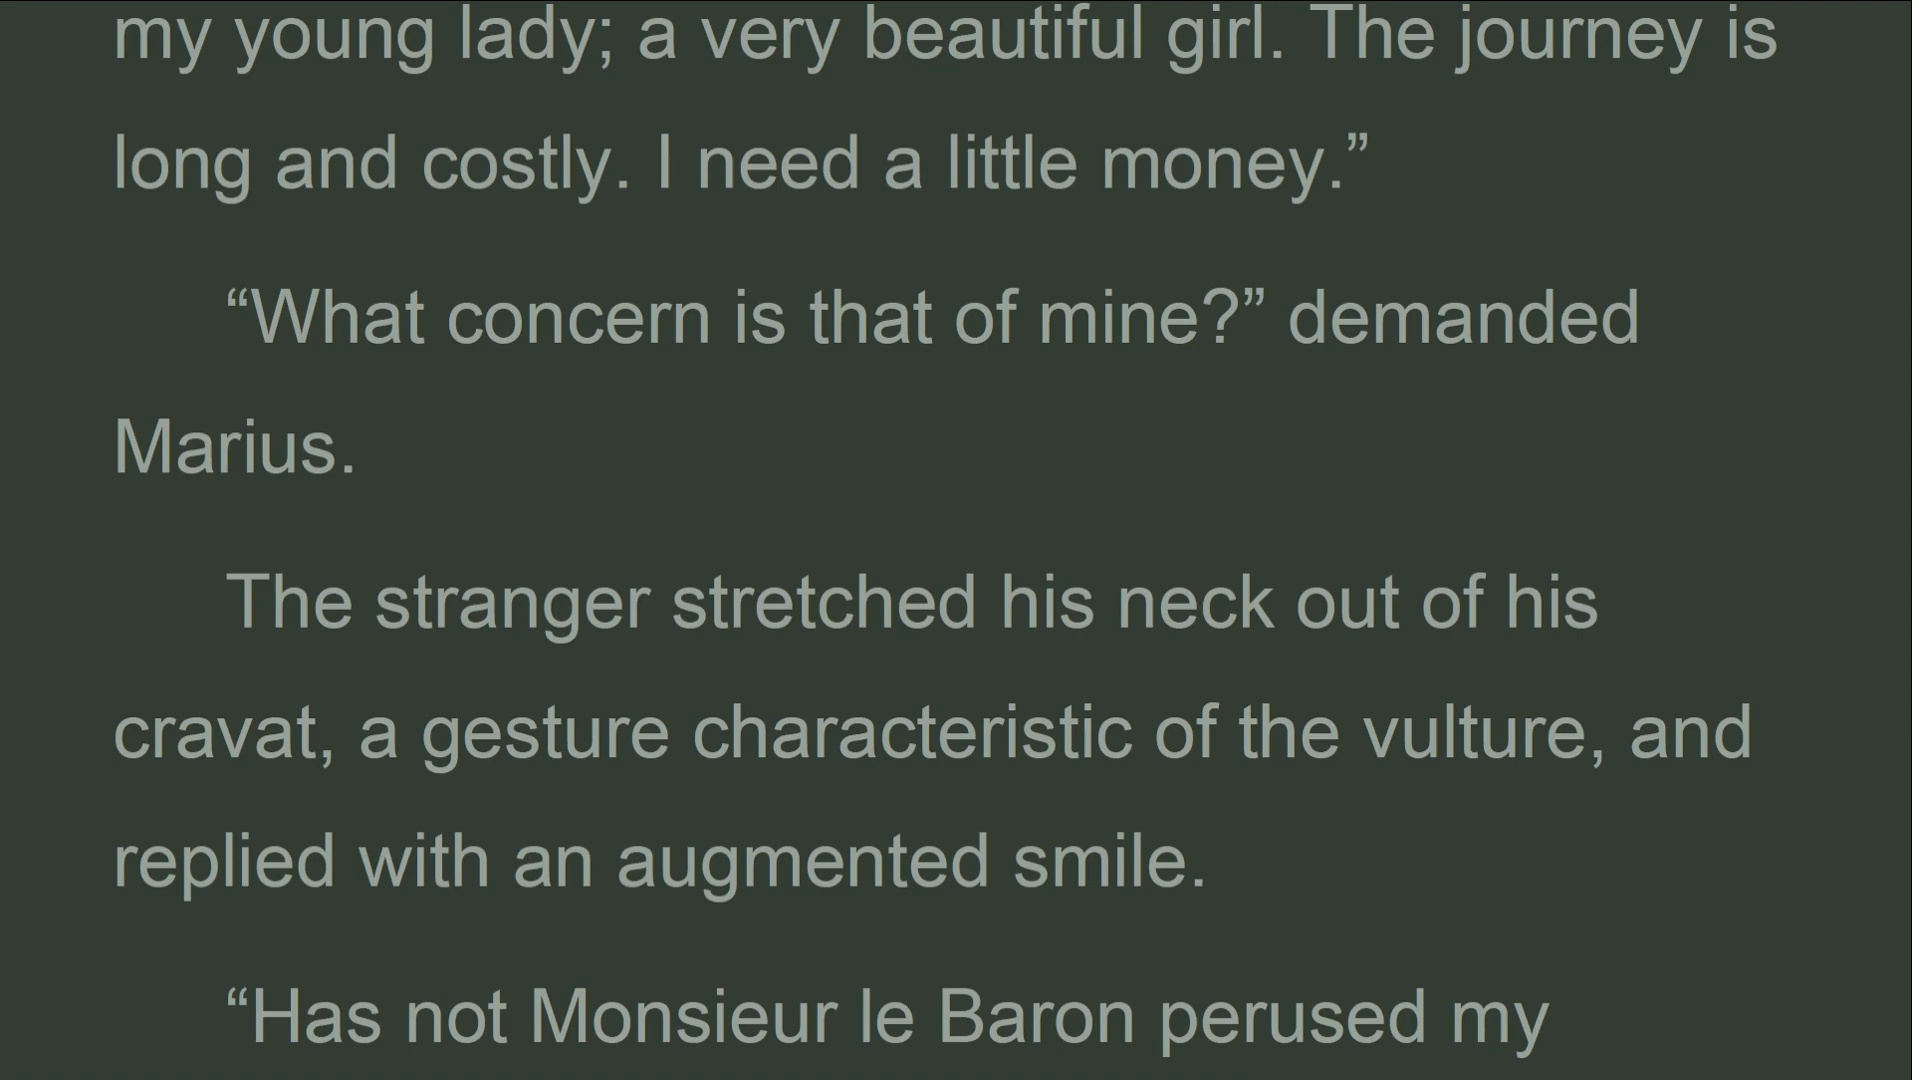 my young lady; a very beautiful girl. The journey is
long and costly. I need a little money.”
“What concern is that of mine?” demanded
Marius.
The stranger stretched his neck out of his
cravat, a gesture characteristic of the vulture, and
replied with an augmented smile.
“Has not Monsieur le Baron perused my